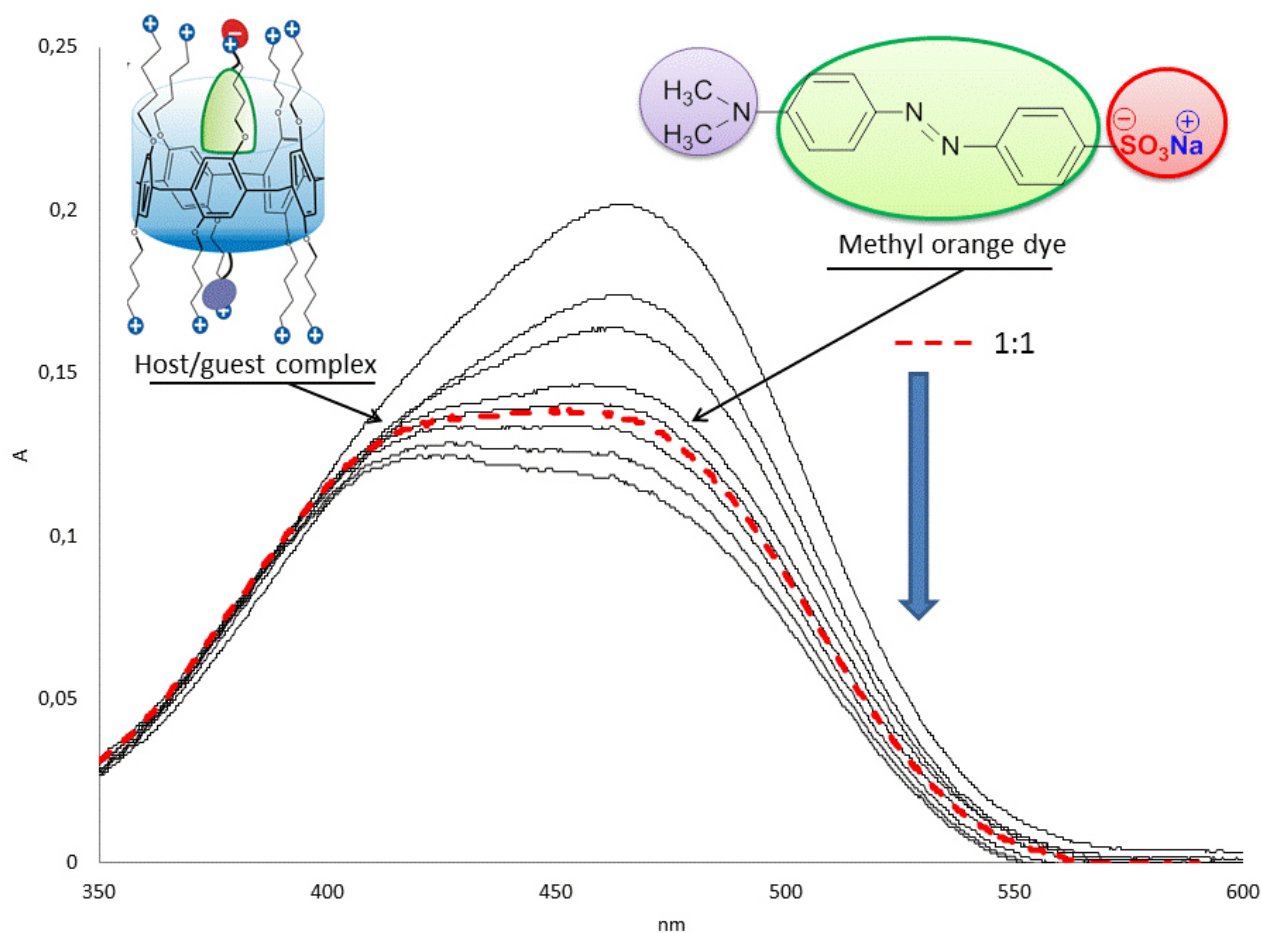 0,25
0,2
0,15
0,1
0,05
0
A
350
400
450
500
550
600
nm
Host/guest complex
H3C
H3C
N
N
N
SO3Na
Methyl orange dye
1:1